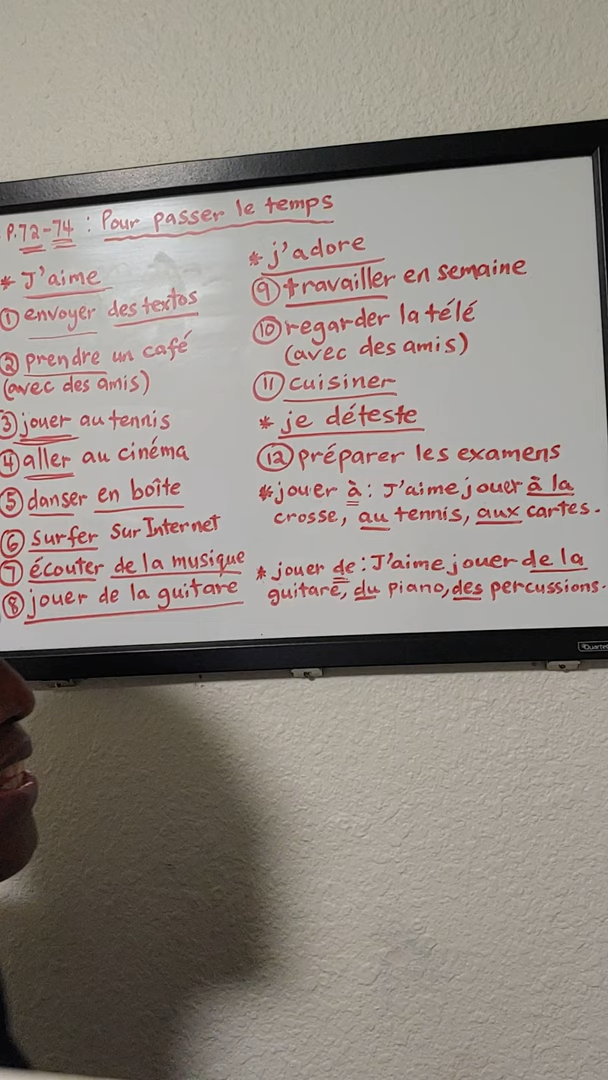 P.72-74 : Pour passer le temps
* J'aime
① envoyer des textos
② prendre un café
(avec des amis)
③ jouer au tennis
④ aller au cinéma
⑤ danser en boîte
⑥ surfer sur Internet
⑦ écouter de la musique
⑧ jouer de la guitare
* j'adore
⑨ travailler en semaine
⑩ regarder la télé
(avec des amis)
⑪ cuisiner
* je déteste
⑫ préparer les examens
* jouer à : J'aime jouer à la
crosse, au tennis, aux cartes.
* jouer de : J'aime jouer de la
guitare, du piano, des percussions.
Quartet